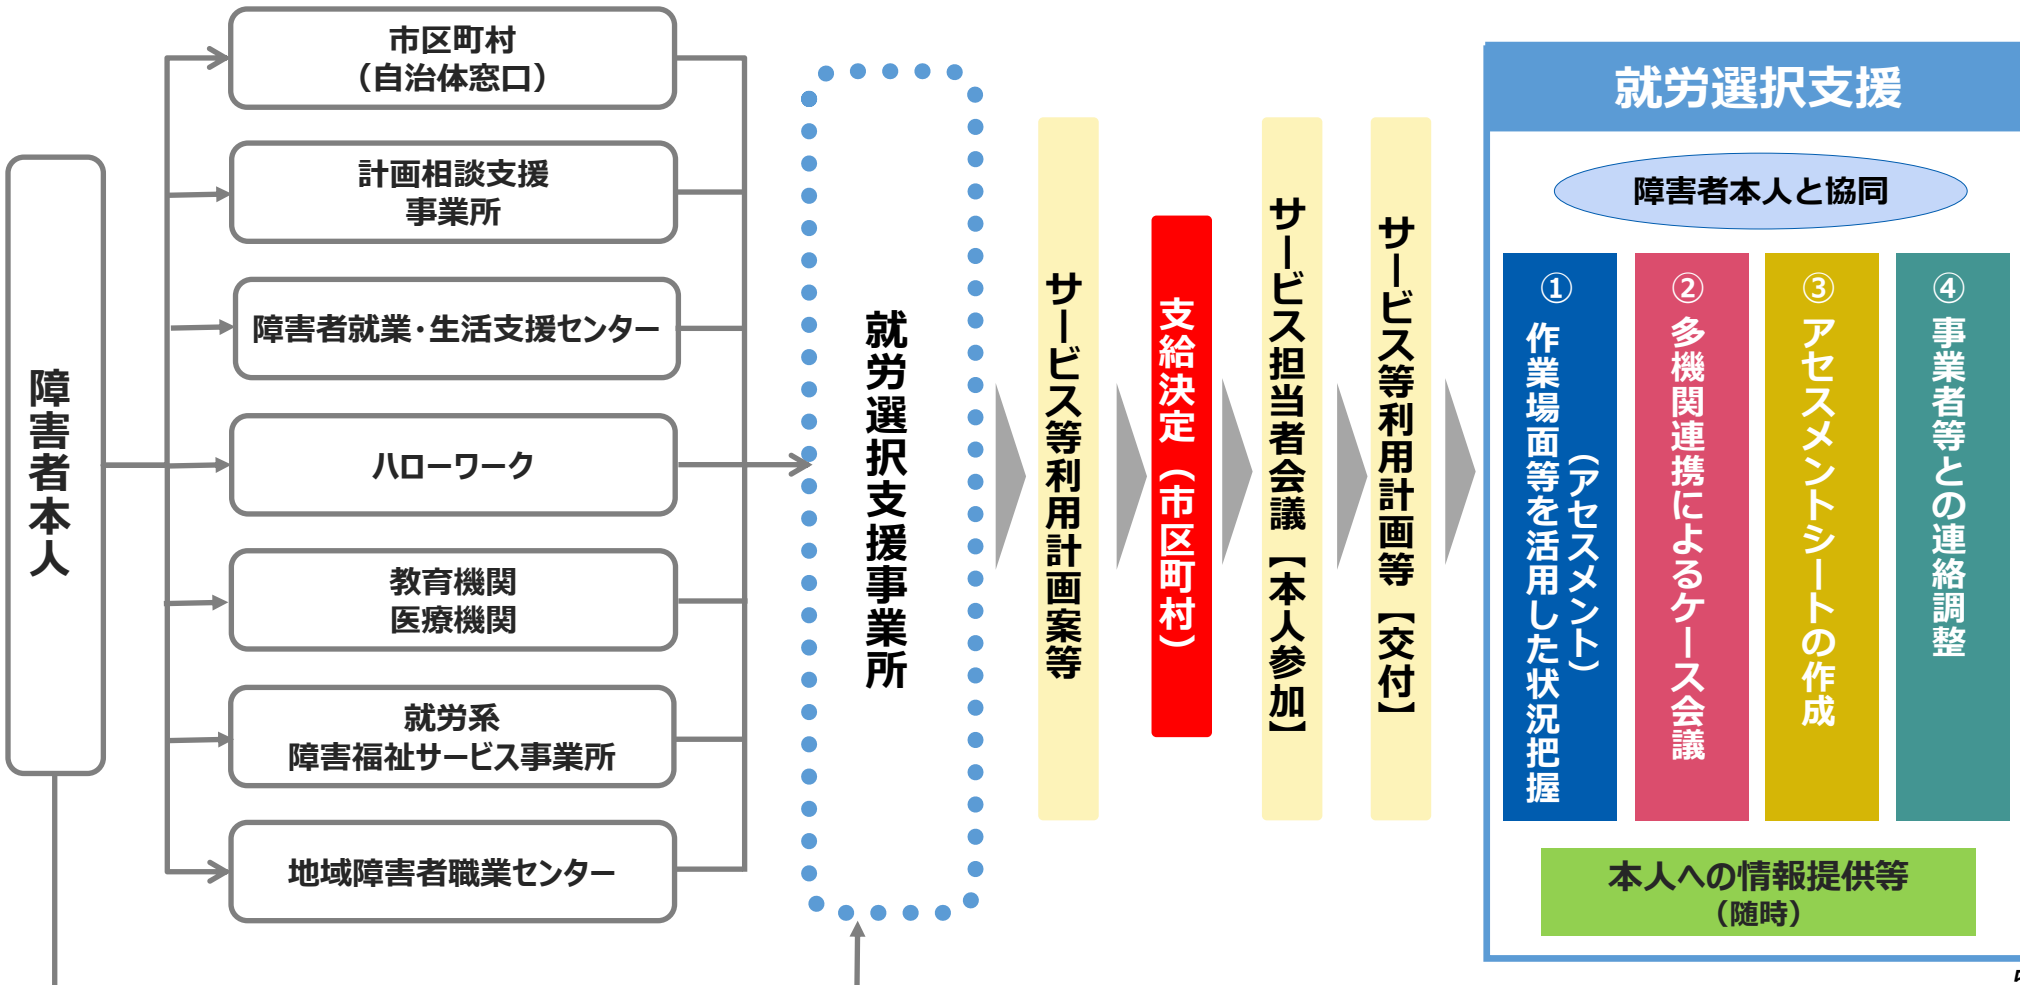 障害者本人
市区町村
（自治体窓口）
計画相談支援
事業所
障害者就業・生活支援センター
ハローワーク
教育機関
医療機関
就労系
障害福祉サービス事業所
地域障害者職業センター
就労選択支援事業所
サービス等利用計画案等
支給決定（市区町村）
サービス担当者会議【本人参加】
サービス等利用計画等【交付】
就労選択支援
障害者本人と協同
①作業場面等を活用した状況把握
（アセスメント）
②多機関連携によるケース会議
③アセスメントシートの作成
④事業者等との連絡調整
本人への情報提供等
（随時）